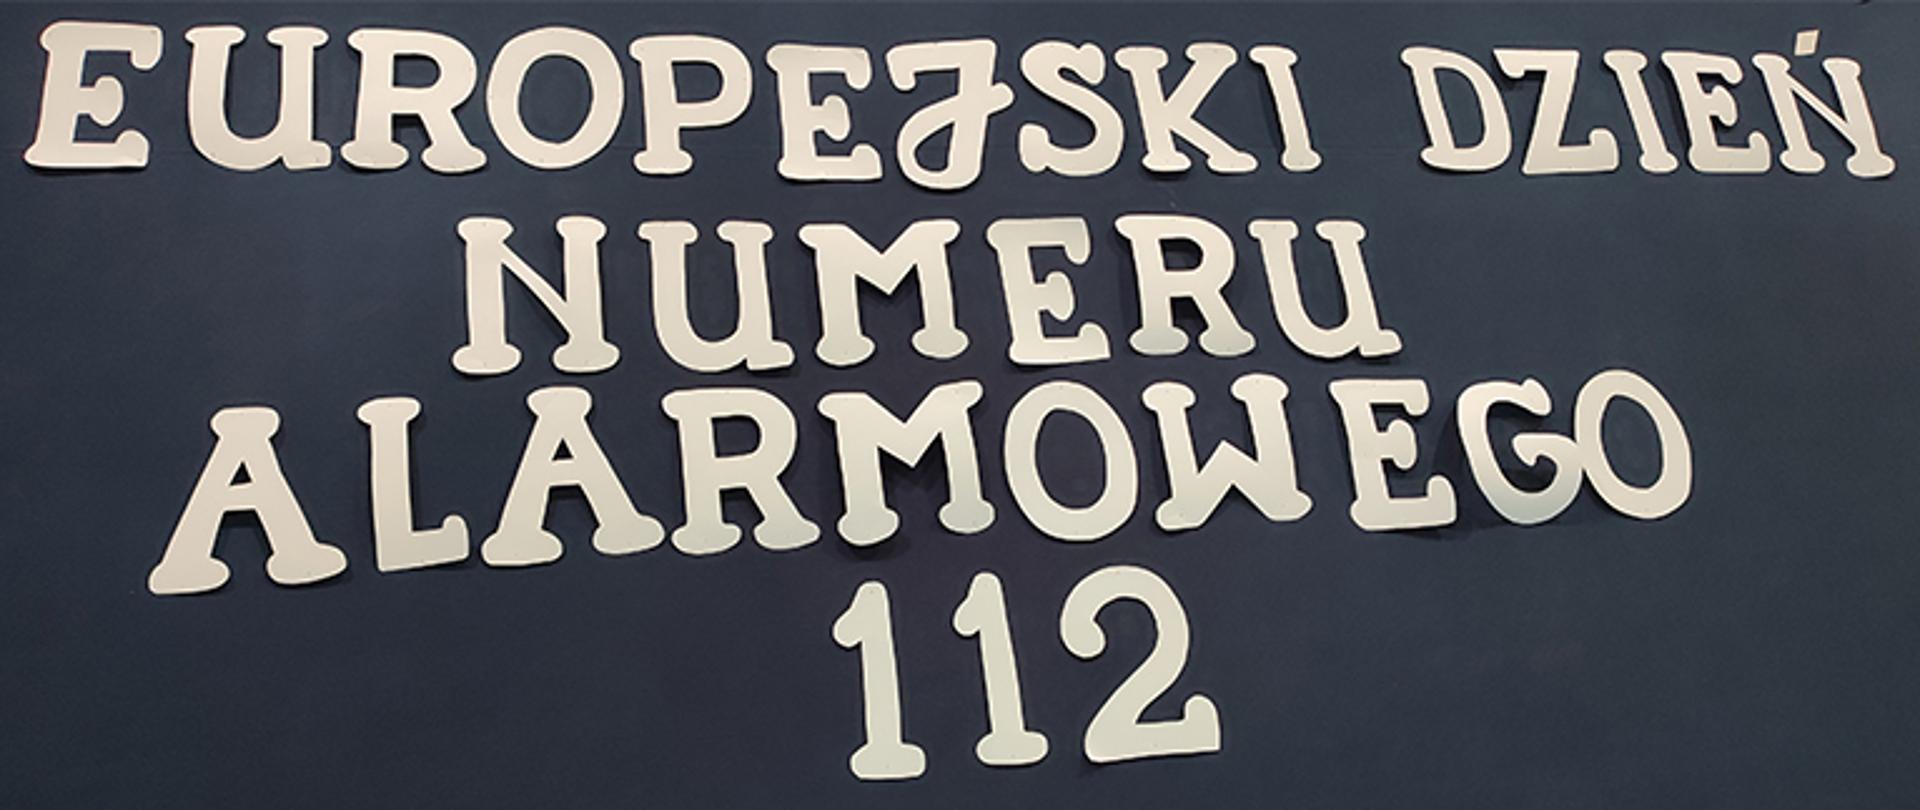 EUROPEJSKI DZIEŃ
NUMERU
ALARMOWEGO
112